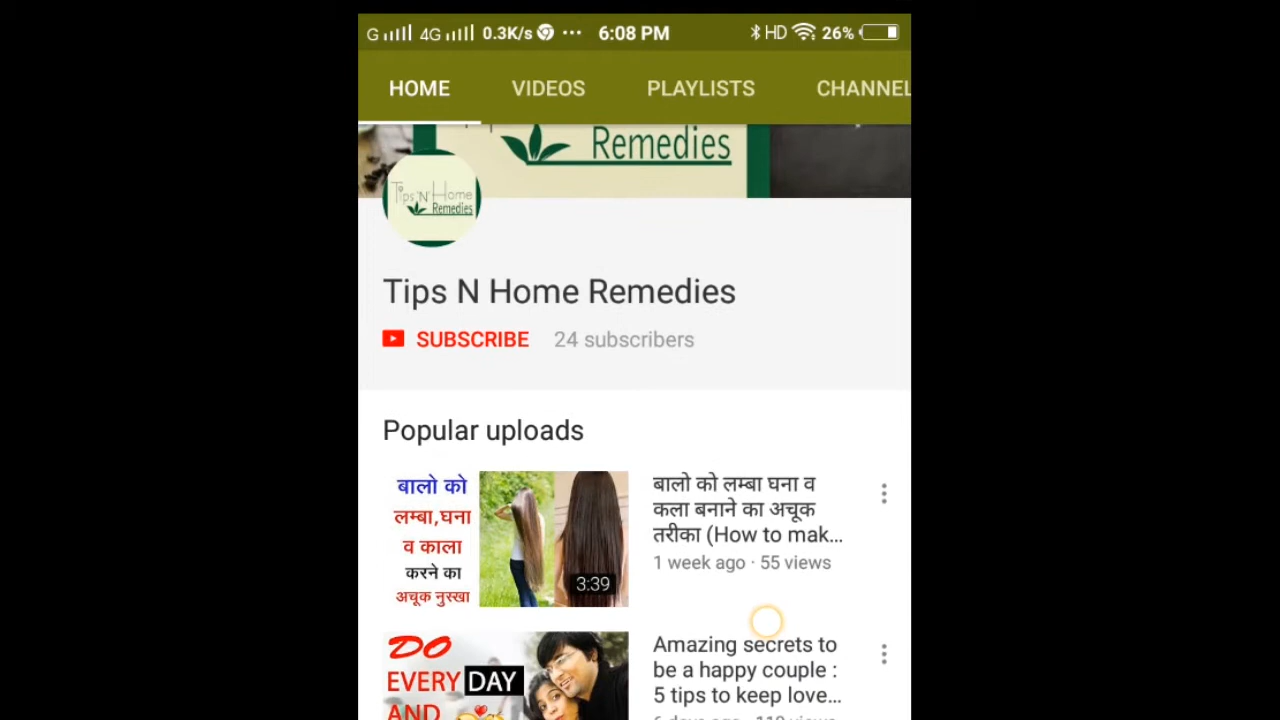 G 4G 0.3K/s ... 6:08 PM HD 26%
HOME VIDEOS PLAYLISTS CHANNEL
Remedies
Tips 'N' Home
Remedies
Tips N Home Remedies
SUBSCRIBE 24 subscribers
Popular uploads
बालो को
लम्बा,घना
व काला
करने का
अचूक नुस्खा
3:39
बालो को लम्बा घना व
कला बनाने का अचूक
तरीका (How to mak...
1 week ago · 55 views
DO
EVERY DAY
AND
Amazing secrets to
be a happy couple :
5 tips to keep love...